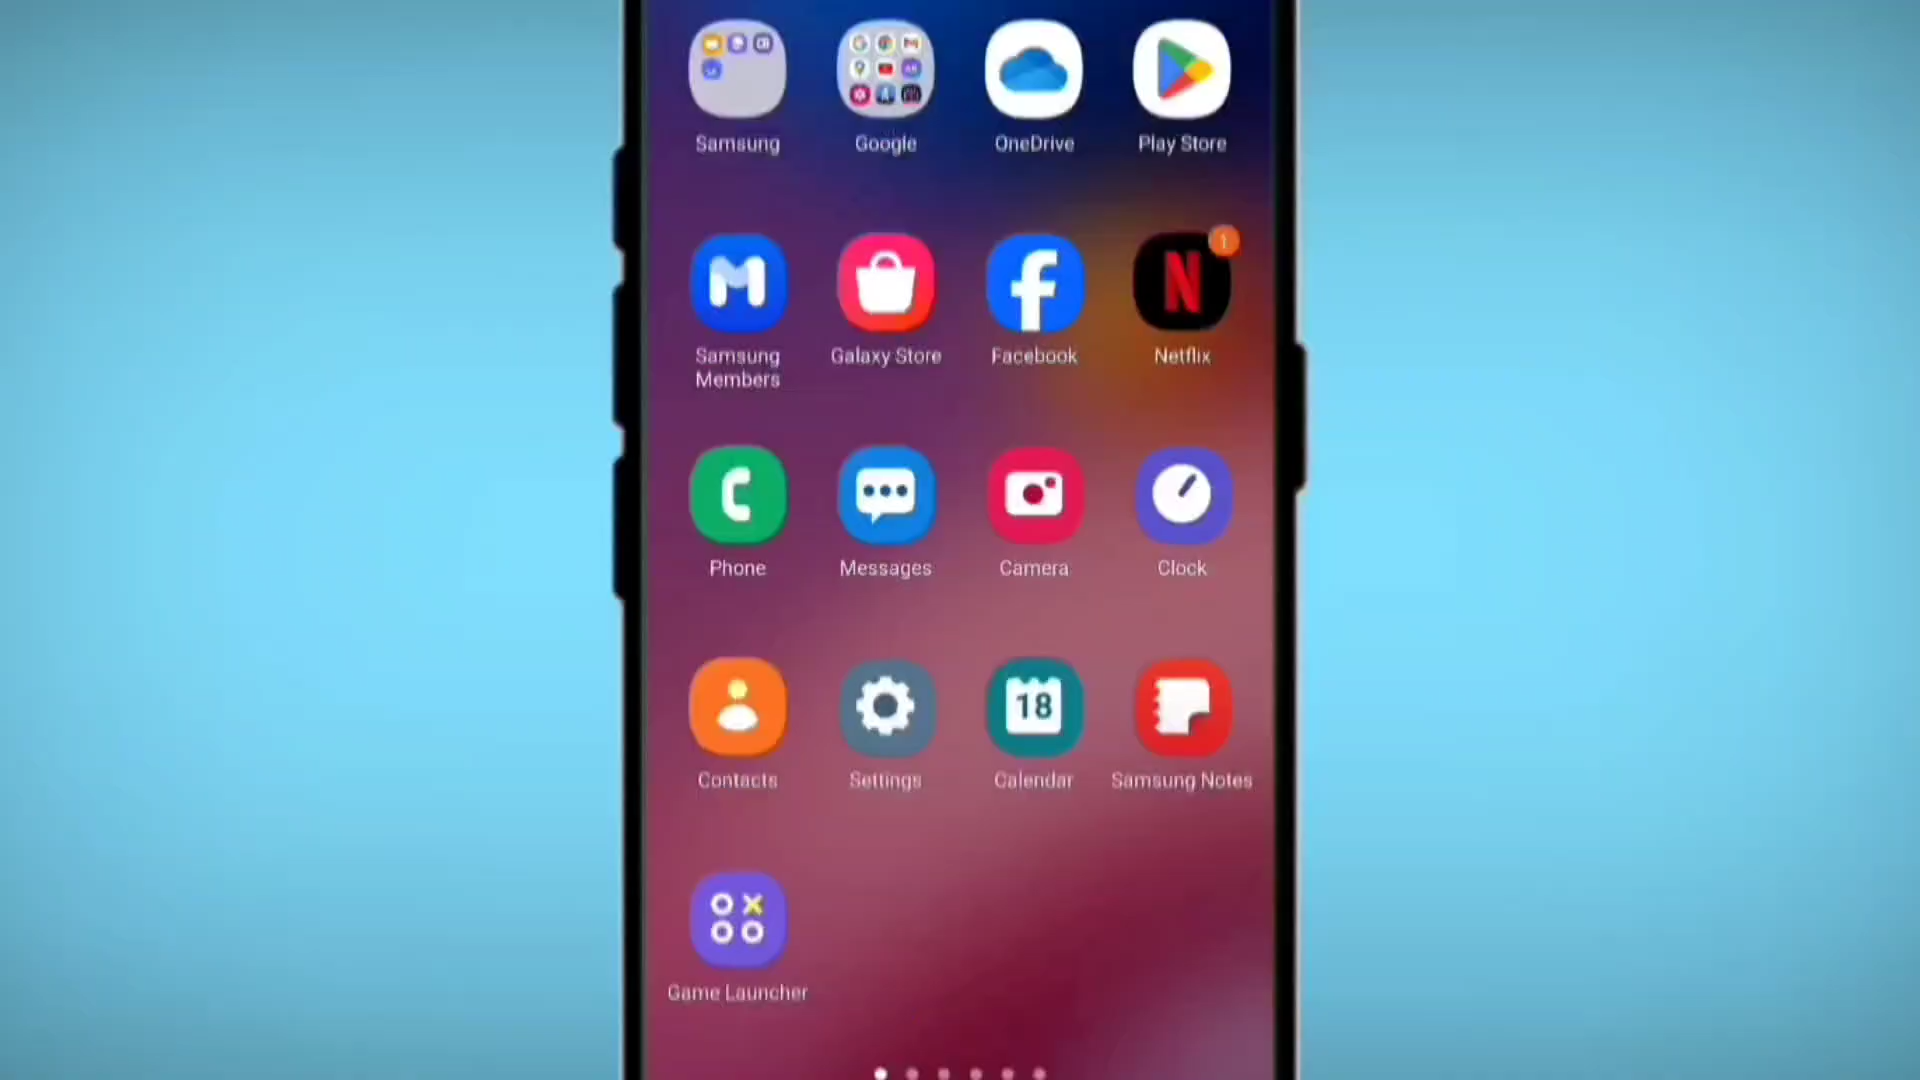 Samsung
Google
OneDrive
Play Store
1
N
Samsung
Members
Galaxy Store
Facebook
Netflix
Phone
Messages
Camera
Clock
18
Contacts
Settings
Calendar
Samsung Notes
Game Launcher